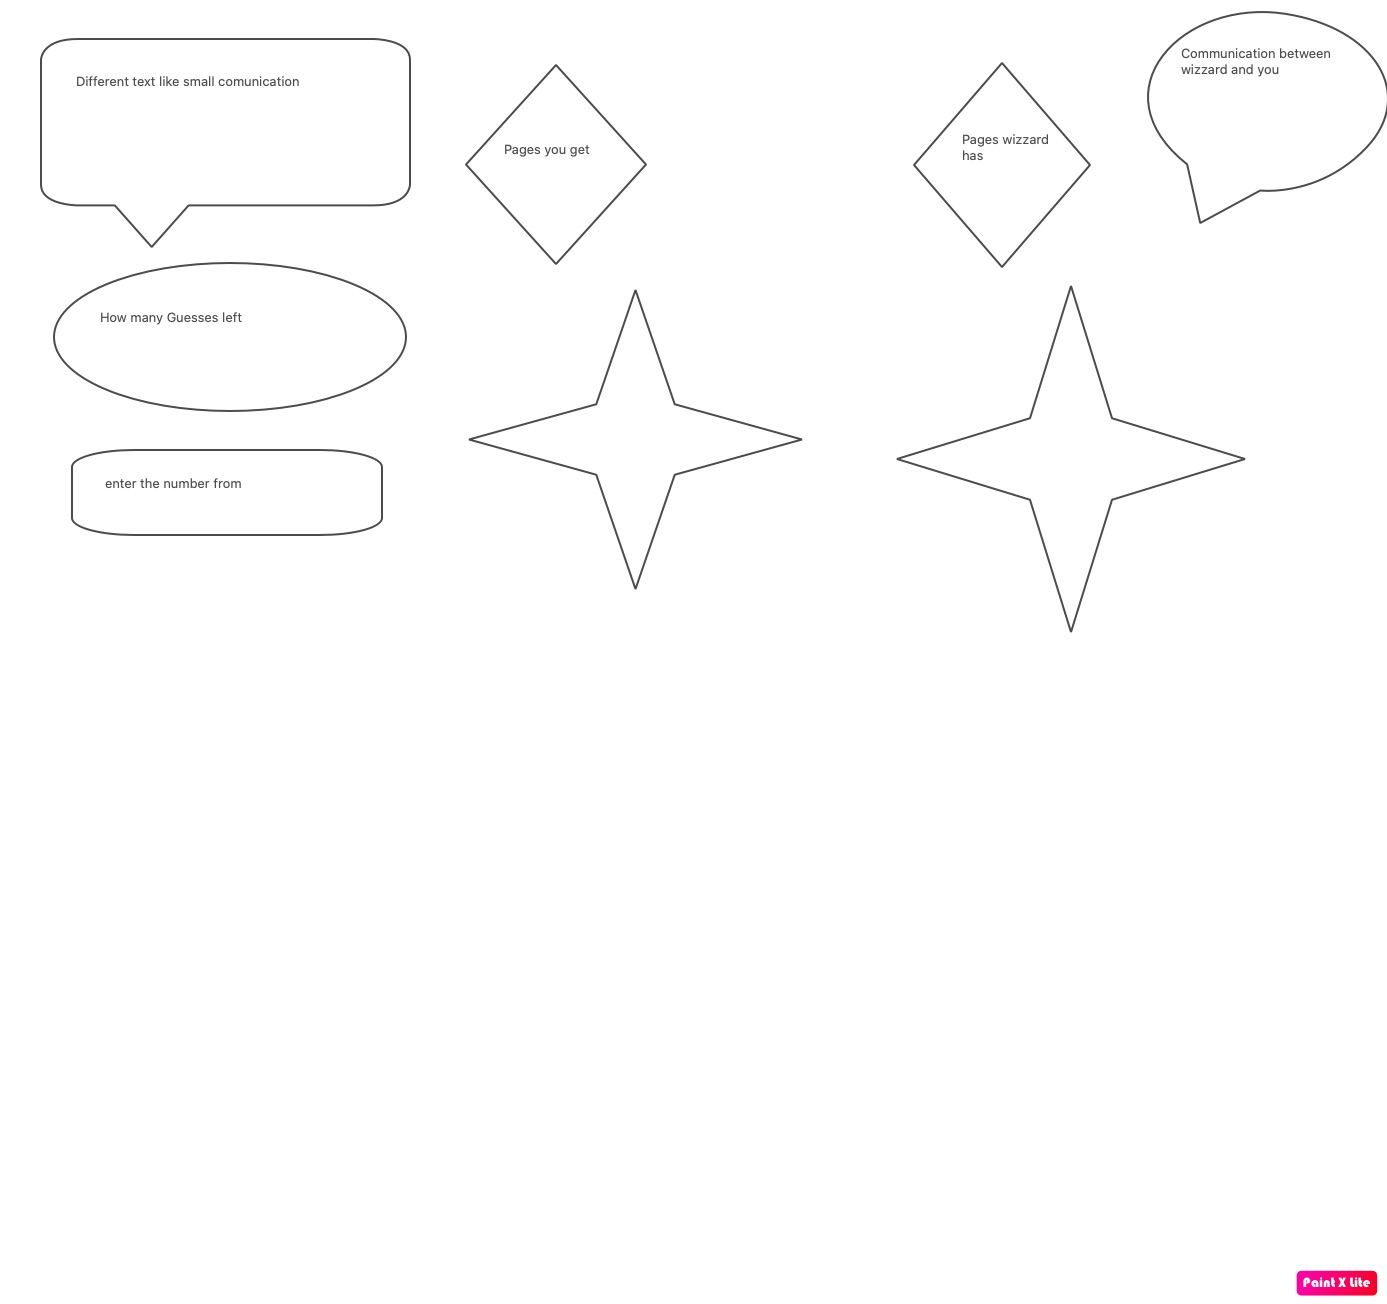 Different text like small comunication
Pages you get
Pages wizzard
has
Communication between
wizzard and you
How many Guesses left
enter the number from
Paint X Lite